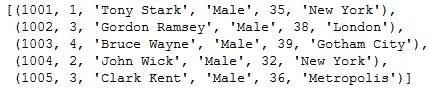 [(1001, 1, 'Tony Stark', 'Male', 35, 'New York'),
(1002, 3, 'Gordon Ramsey', 'Male', 38, 'London'),
(1003, 4, 'Bruce Wayne', 'Male', 39, 'Gotham City'),
(1004, 2, 'John Wick', 'Male', 32, 'New York'),
(1005, 3, 'Clark Kent', 'Male', 36, 'Metropolis')]